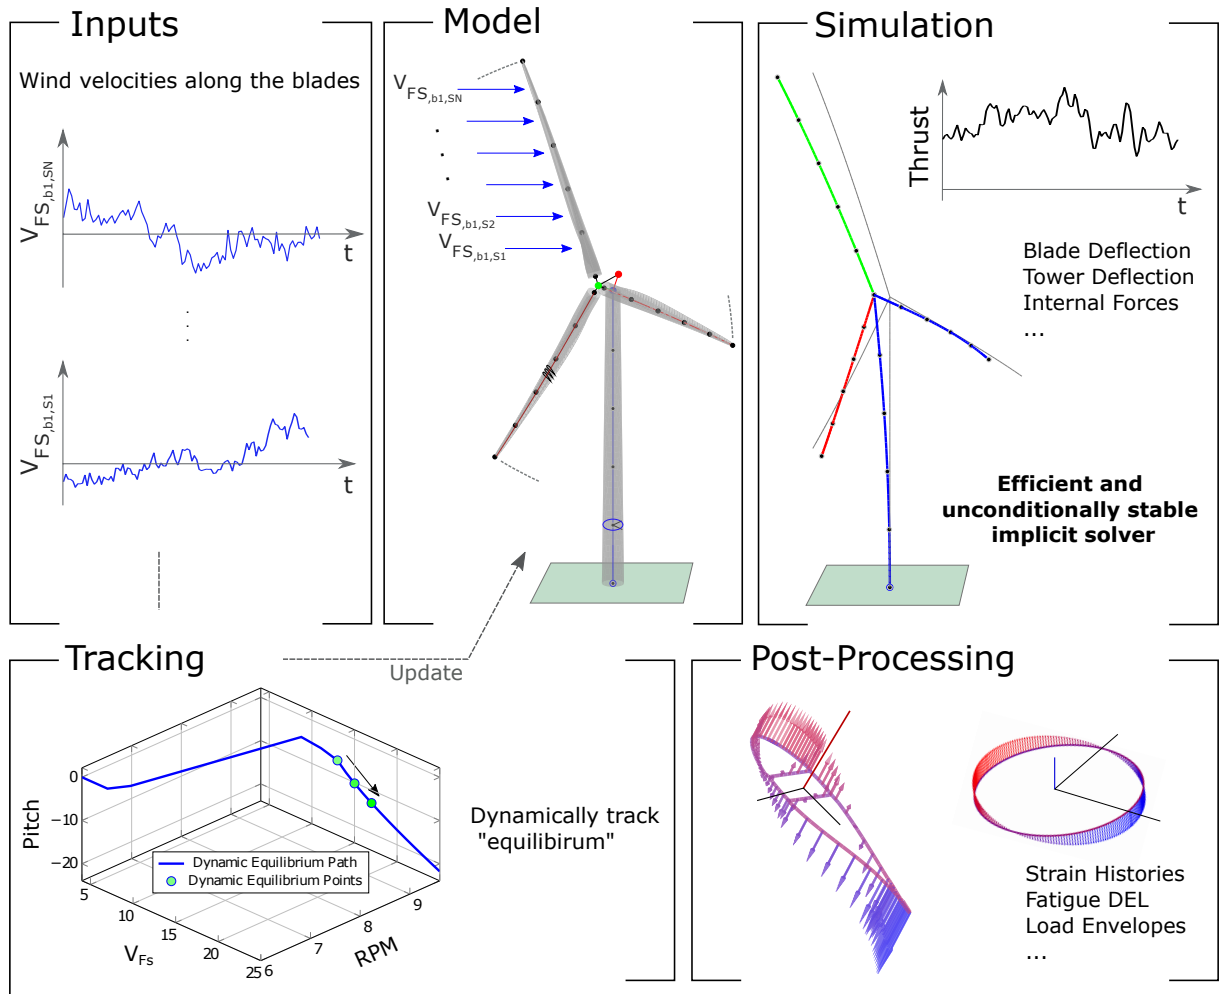 Inputs
Wind velocities along the blades
V_FS,b1,SN
t
V_FS,b1,S1
t
Model
V_FS,b1,SN
V_FS,b1,S2
V_FS,b1,S1
Simulation
Thrust
t
Blade Deflection
Tower Deflection
Internal Forces
...
Efficient and
unconditionally stable
implicit solver
Tracking
Update
Pitch
0
−10
−20
Dynamic Equilibrium Path
Dynamic Equilibrium Points
5
10
15
20
25
V_Fs
6
7
8
9
RPM
Dynamically track
"equilibirum"
Post-Processing
Strain Histories
Fatigue DEL
Load Envelopes
...